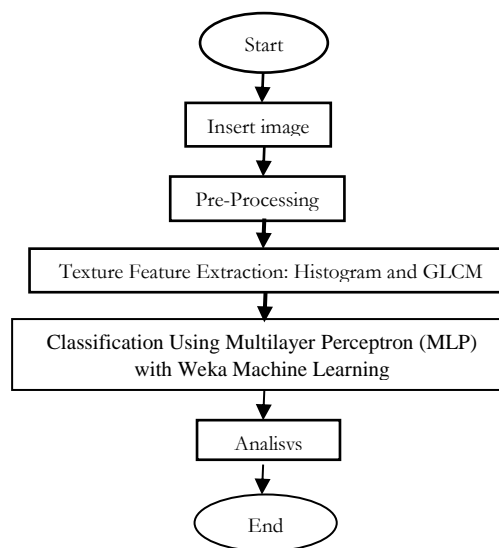 Start
Insert image
Pre-Processing
Texture Feature Extraction: Histogram and GLCM
Classification Using Multilayer Perceptron (MLP)
with Weka Machine Learning
Analisys
End